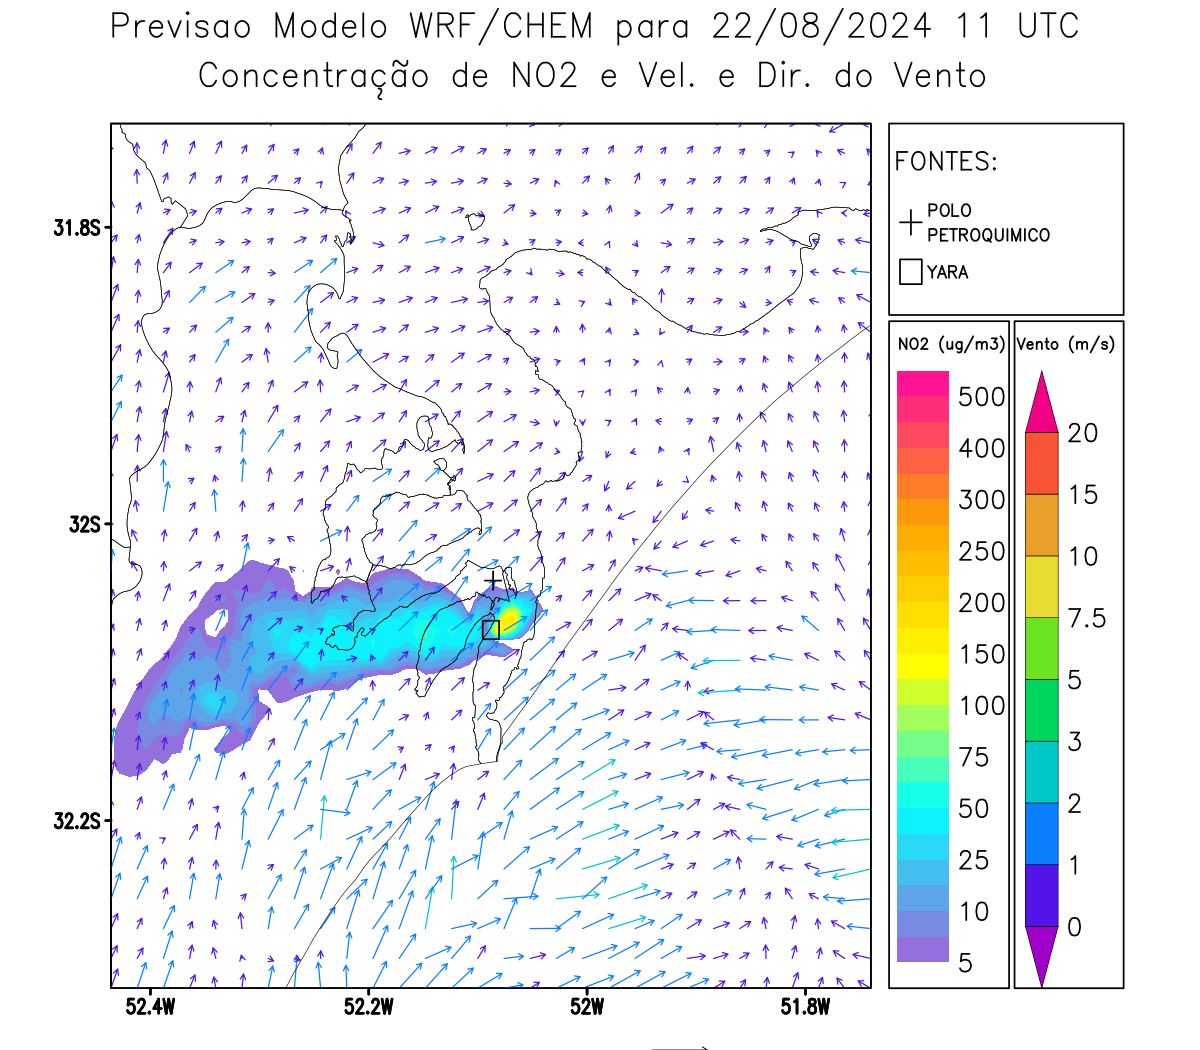 Previsao Modelo WRF/CHEM para 22/08/2024 11 UTC
Concentração de NO2 e Vel. e Dir. do Vento
FONTES:
POLO
PETROQUIMICO
YARA
NO2 (ug/m3)
500
400
300
250
200
150
100
75
50
25
10
5
Vento (m/s)
20
15
10
7.5
5
3
2
1
0
31.8S
32S
32.2S
52.4W
52.2W
52W
51.8W